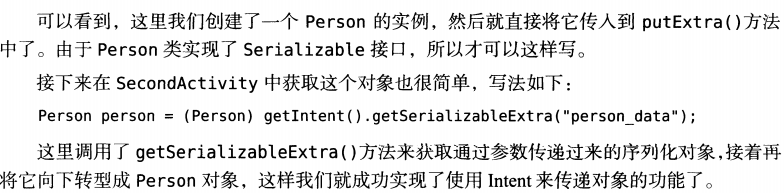 可以看到，这里我们创建了一个 Person 的实例，然后就直接将它传人到 putExtra()方法
中了。由于 Person 类实现了 Serializable 接口，所以才可以这样写。
接下来在 SecondActivity 中获取这个对象也很简单，写法如下：
Person person = (Person) getIntent().getSerializableExtra("person_data");
这里调用了 getSerializableExtra()方法来获取通过参数传递过来的序列化对象，接着再
将它向下转型成 Person 对象，这样我们就成功实现了使用 Intent 来传递对象的功能了。